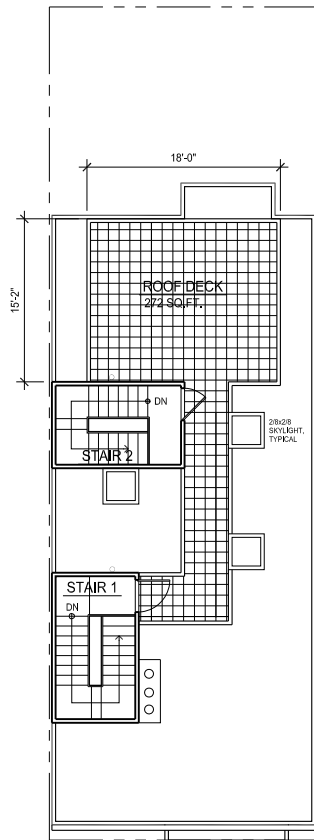 18'-0"
15'-2"
ROOF DECK
272 SQ.FT.
DN
2/8x2/8
SKYLIGHT,
TYPICAL
STAIR 2
STAIR 1
DN